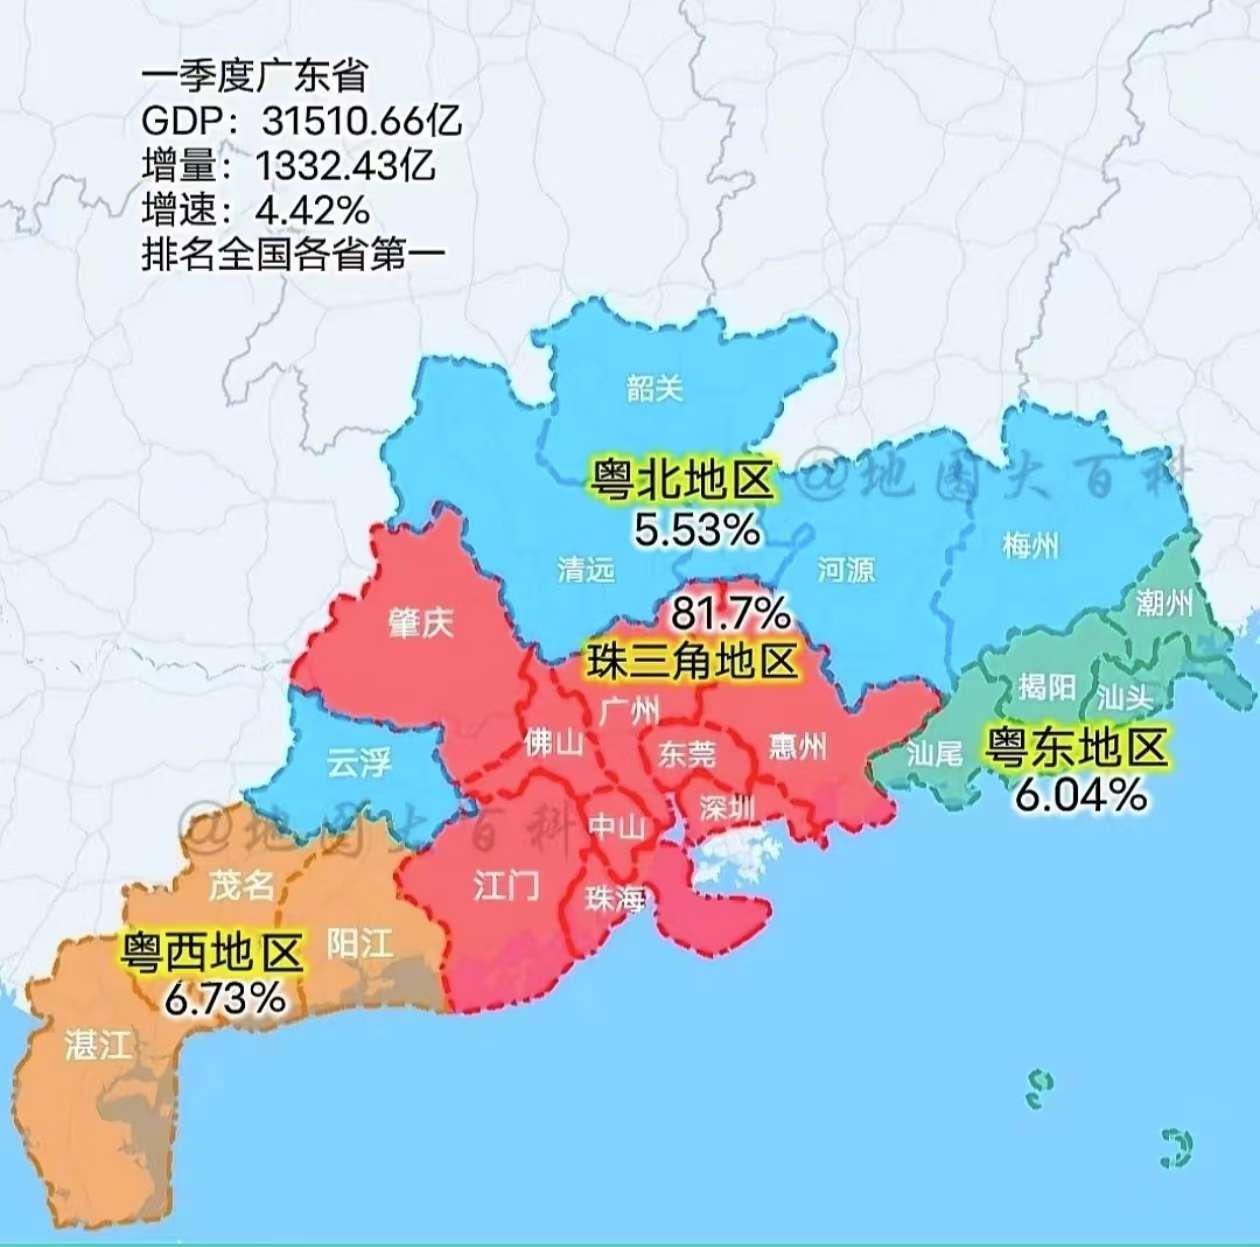 一季度广东省
GDP：31510.66亿
增量：1332.43亿
增速：4.42%
排名全国各省第一
韶关
@地图大百科
粤北地区
5.53%
梅州
清远
河源
潮州
81.7%
肇庆
珠三角地区
揭阳
汕头
广州
佛山
东莞
惠州
汕尾
粤东地区
6.04%
云浮
深圳
@地图大百科
中山
茂名
江门
珠海
粤西地区
阳江
6.73%
湛江